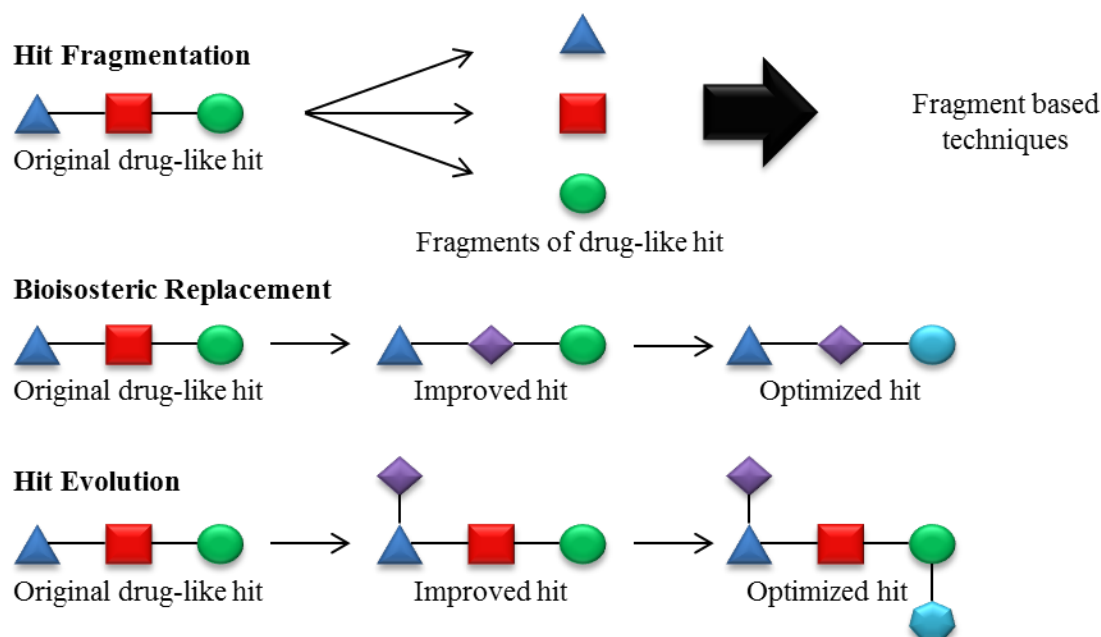 Hit Fragmentation
Original drug-like hit
Fragments of drug-like hit
Fragment based
techniques
Bioisosteric Replacement
Original drug-like hit
Improved hit
Optimized hit
Hit Evolution
Original drug-like hit
Improved hit
Optimized hit